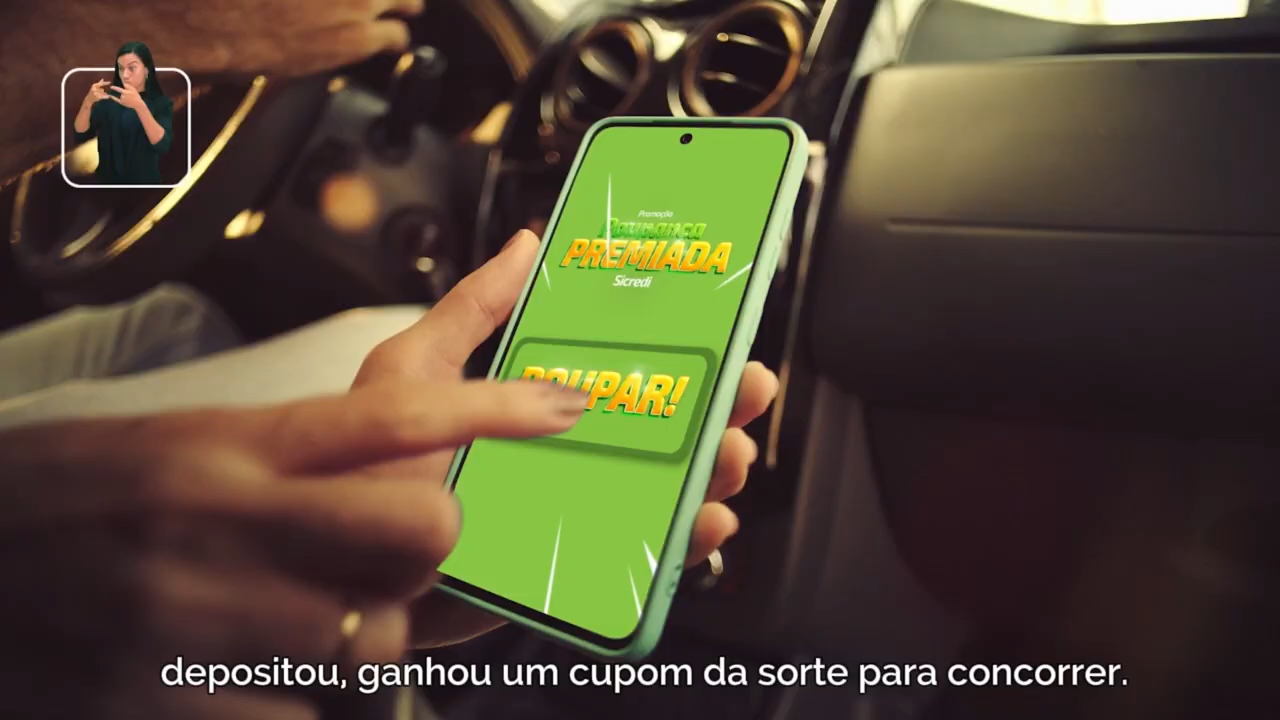 Promoção
Poupança
PREMIADA
Sicredi
POUPAR!
depositou, ganhou um cupom da sorte para concorrer.